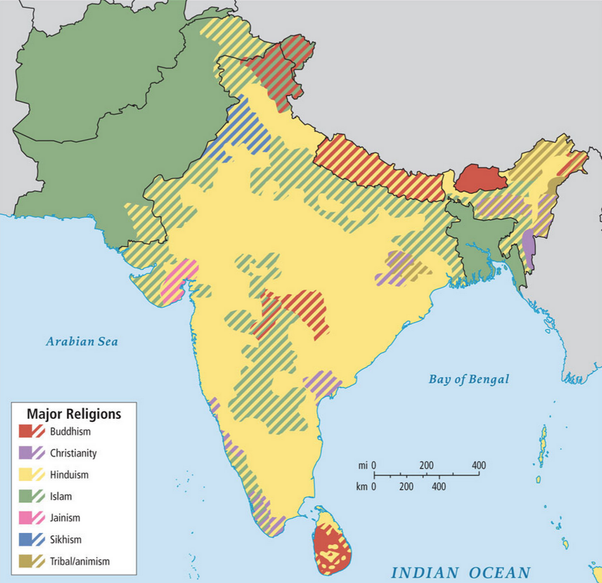 Arabian Sea
Bay of Bengal
Major Religions
Buddhism
Christianity
Hinduism
Islam
Jainism
Sikhism
Tribal/animism
mi 0 200 400
km 0 200 400
INDIAN OCEAN